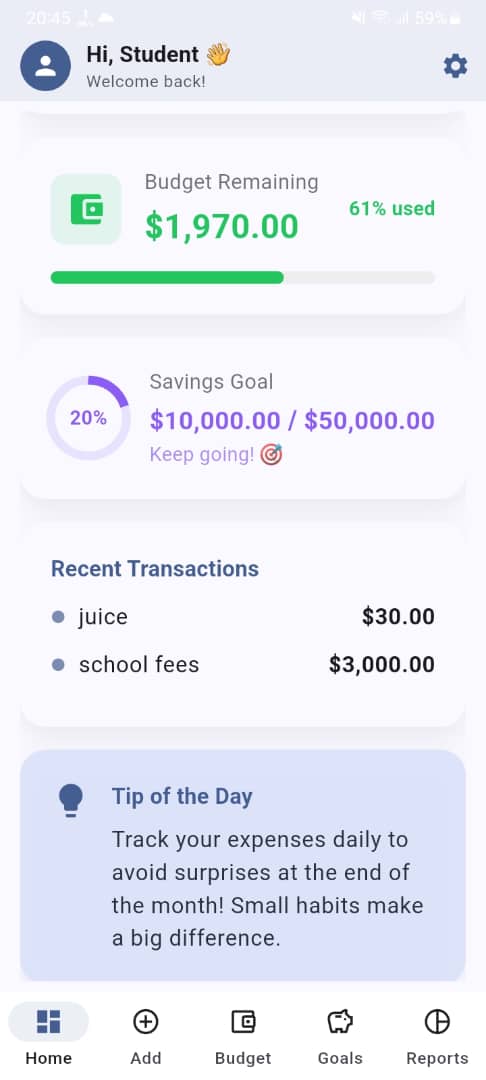 20:45
59%
Hi, Student 👋
Welcome back!
Budget Remaining
$1,970.00
61% used
20%
Savings Goal
$10,000.00 / $50,000.00
Keep going! 🎯
Recent Transactions
juice $30.00
school fees $3,000.00
Tip of the Day
Track your expenses daily to
avoid surprises at the end of
the month! Small habits make
a big difference.
Home Add Budget Goals Reports